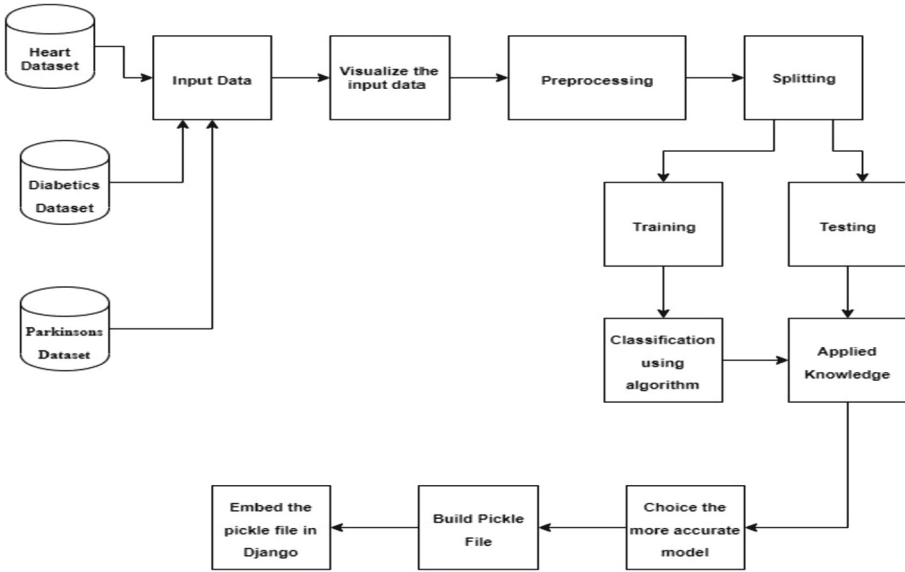 Heart
Dataset
Input Data
Visualize the
input data
Preprocessing
Splitting
Diabetics
Dataset
Training
Testing
Parkinsons
Dataset
Classification
using
algorithm
Applied
Knowledge
Choice the
more accurate
model
Build Pickle
File
Embed the
pickle file in
Django